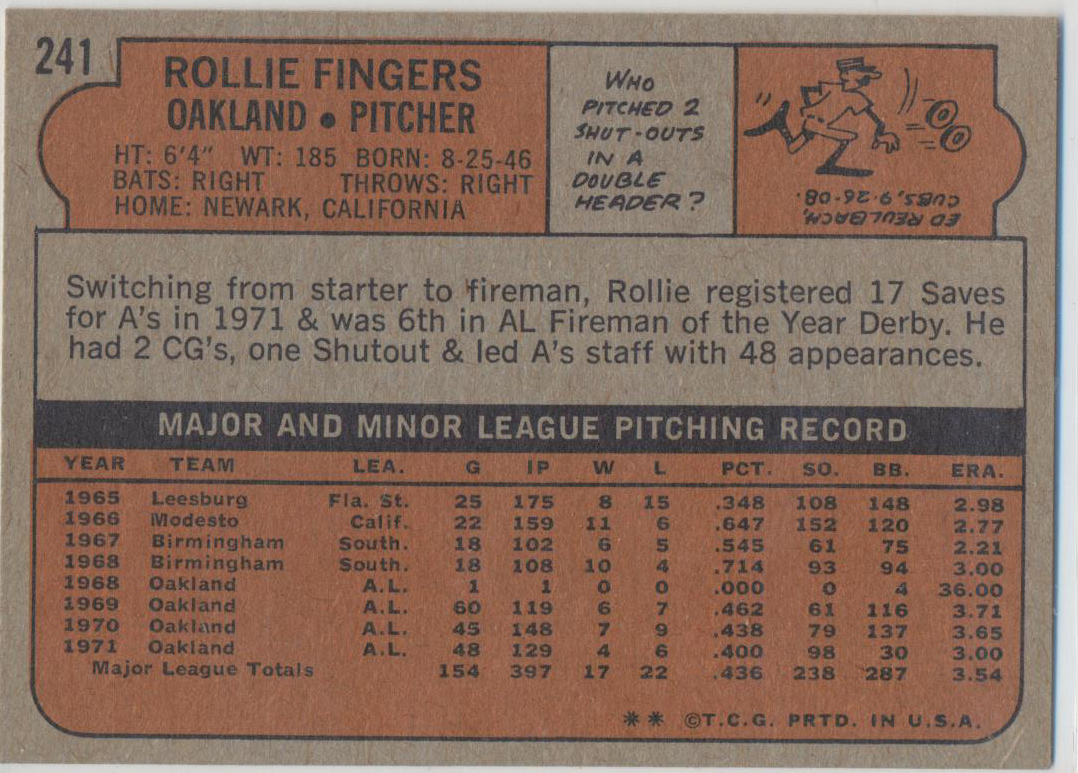 241
ROLLIE FINGERS
OAKLAND • PITCHER
HT: 6'4" WT: 185 BORN: 8-25-46
BATS: RIGHT THROWS: RIGHT
HOME: NEWARK, CALIFORNIA
WHO
PITCHED 2
SHUT-OUTS
IN A
DOUBLE
HEADER?
ED REULBACH,
CUBS, 9-26-08.
Switching from starter to fireman, Rollie registered 17 Saves
for A's in 1971 & was 6th in AL Fireman of the Year Derby. He
had 2 CG's, one Shutout & led A's staff with 48 appearances.
MAJOR AND MINOR LEAGUE PITCHING RECORD
YEAR TEAM LEA. G IP W L PCT. SO. BB. ERA.
1965 Leesburg Fla. St. 25 175 8 15 .348 108 148 2.98
1966 Modesto Calif. 22 159 11 6 .647 152 120 2.77
1967 Birmingham South. 18 102 6 5 .545 61 75 2.21
1968 Birmingham South. 18 108 10 4 .714 93 94 3.00
1968 Oakland A.L. 1 1 0 0 .000 0 4 36.00
1969 Oakland A.L. 60 119 6 7 .462 61 116 3.71
1970 Oakland A.L. 45 148 7 9 .438 79 137 3.65
1971 Oakland A.L. 48 129 4 6 .400 98 30 3.00
Major League Totals 154 397 17 22 .436 238 287 3.54
** ©T.C.G. PRTD. IN U.S.A.